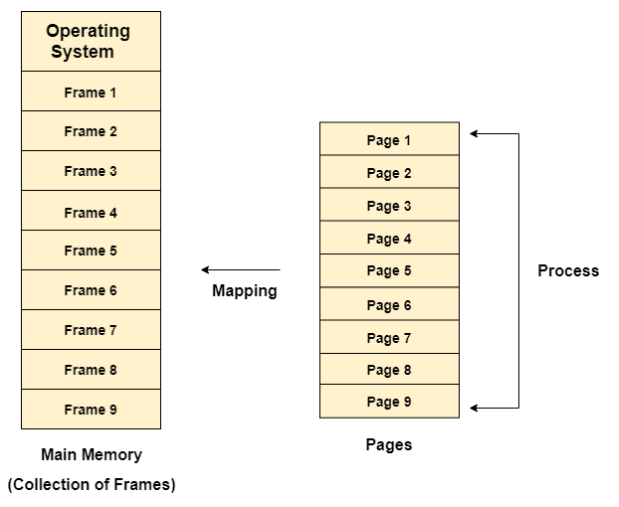 Operating
System
Frame 1
Frame 2
Frame 3
Frame 4
Frame 5
Frame 6
Frame 7
Frame 8
Frame 9
Main Memory
(Collection of Frames)
Mapping
Page 1
Page 2
Page 3
Page 4
Page 5
Page 6
Page 7
Page 8
Page 9
Pages
Process